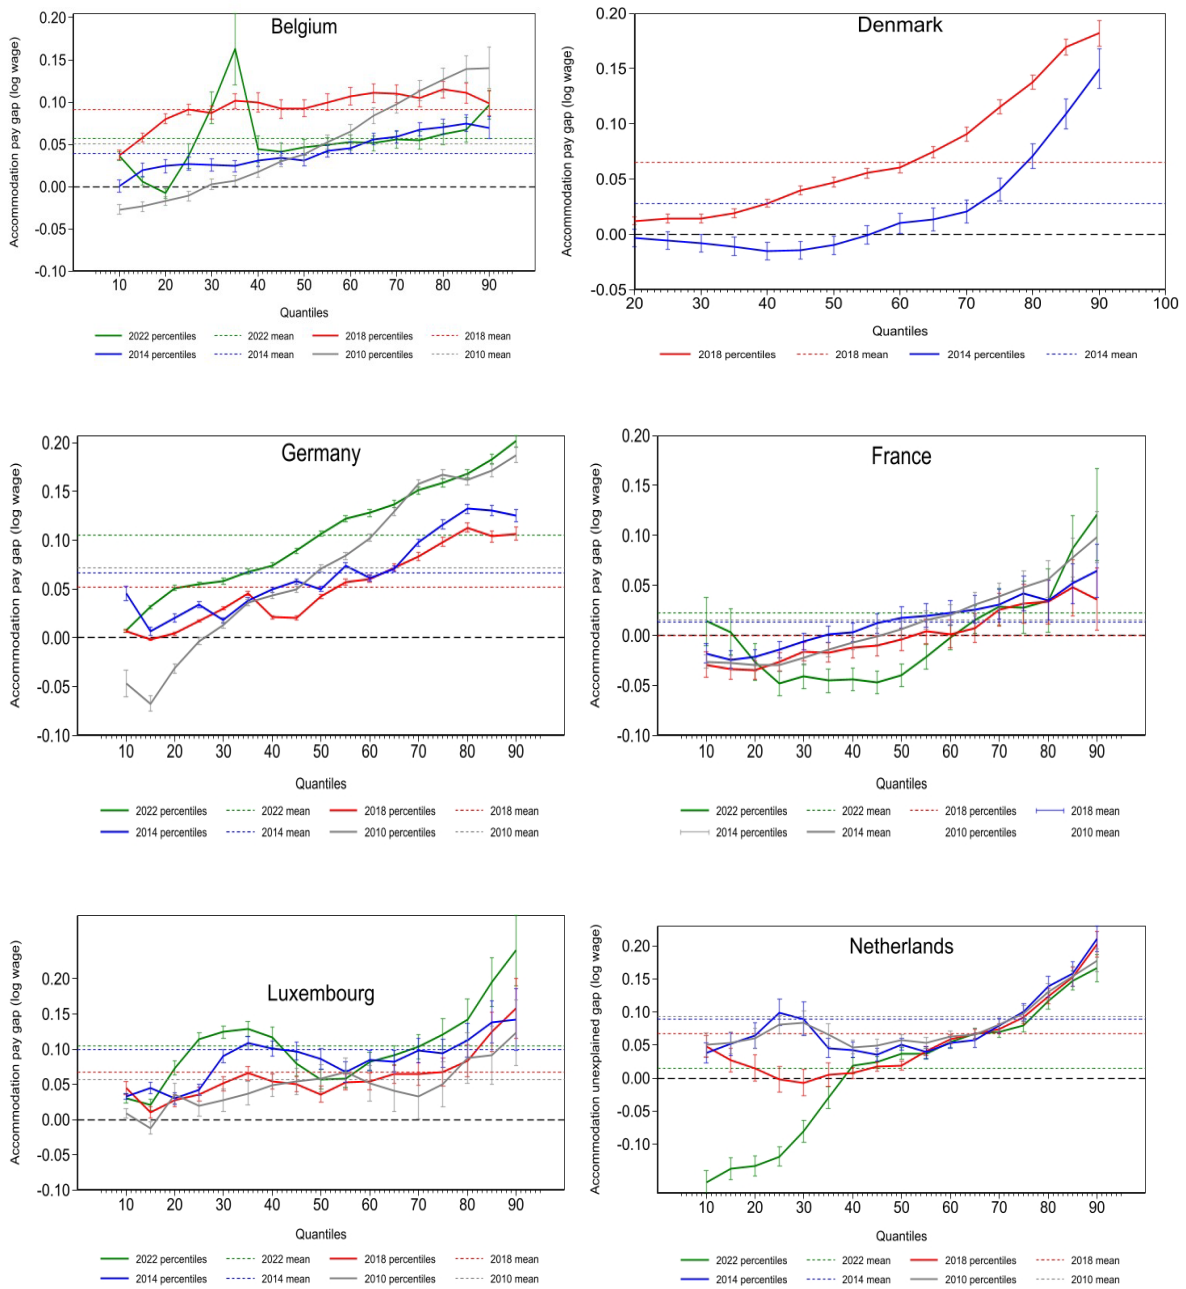 Belgium
Accommodation pay gap (log wage)
0.20
0.15
0.10
0.05
0.00
-0.05
-0.10
10 20 30 40 50 60 70 80 90
Quantiles
2022 percentiles 2022 mean 2018 percentiles 2018 mean
2014 percentiles 2014 mean 2010 percentiles 2010 mean
Denmark
Accommodation pay gap (log wage)
0.20
0.15
0.10
0.05
0.00
-0.05
20 30 40 50 60 70 80 90 100
Quantiles
2018 percentiles 2018 mean 2014 percentiles 2014 mean
Germany
Accommodation pay gap (log wage)
0.20
0.15
0.10
0.05
0.00
-0.05
-0.10
10 20 30 40 50 60 70 80 90
Quantiles
2022 percentiles 2022 mean 2018 percentiles 2018 mean
2014 percentiles 2014 mean 2010 percentiles 2010 mean
France
Accommodation pay gap (log wage)
0.20
0.15
0.10
0.05
0.00
-0.05
-0.10
10 20 30 40 50 60 70 80 90
Quantiles
2022 percentiles 2022 mean 2018 percentiles 2018 mean
2014 percentiles 2014 mean 2010 percentiles 2010 mean
Luxembourg
Accommodation pay gap (log wage)
0.20
0.15
0.10
0.05
0.00
-0.05
-0.10
10 20 30 40 50 60 70 80 90
Quantiles
2022 percentiles 2022 mean 2018 percentiles 2018 mean
2014 percentiles 2014 mean 2010 percentiles 2010 mean
Netherlands
Accommodation unexplained gap (log wage)
0.20
0.15
0.10
0.05
0.00
-0.05
-0.10
10 20 30 40 50 60 70 80 90
Quantiles
2022 percentiles 2022 mean 2018 percentiles 2018 mean
2014 percentiles 2014 mean 2010 percentiles 2010 mean